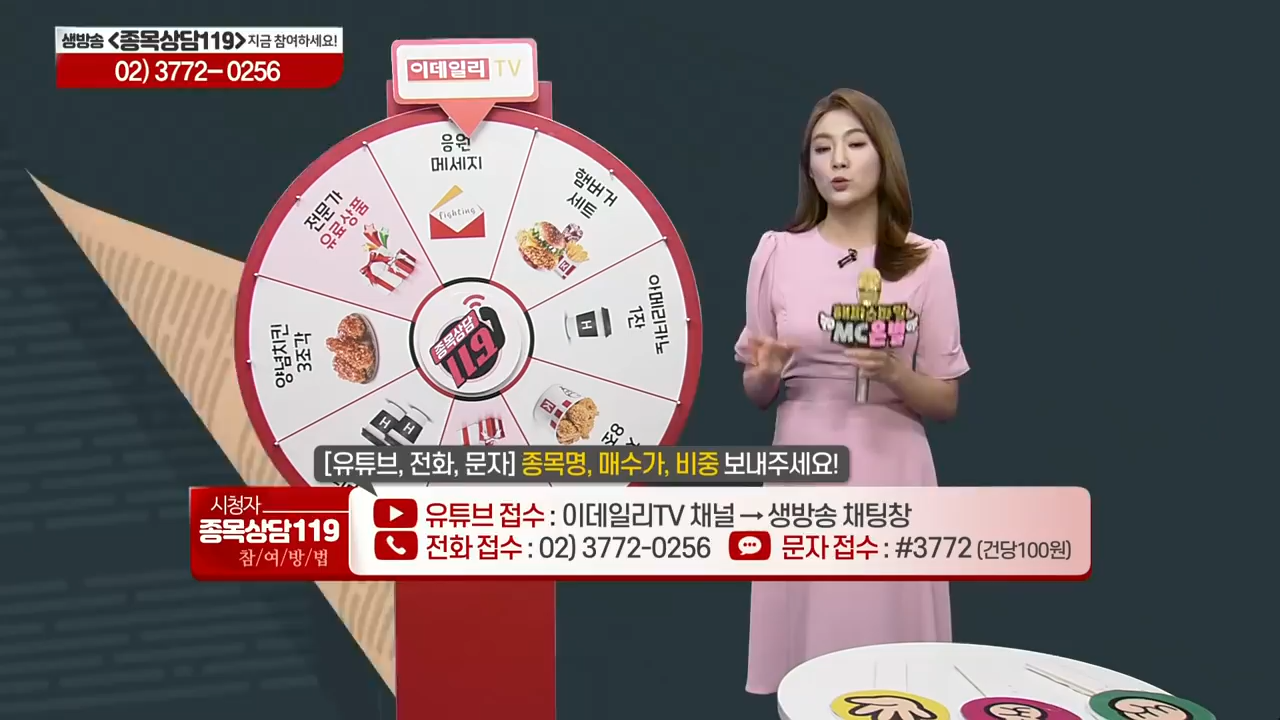 생방송 <종목상담119> 지금 참여하세요!
02) 3772-0256
이데일리 TV
응원
메세지
fighting
햄버거
세트
전문가
유료상품
아메리카노
1잔
H
양념치킨
3조각
종목상담
119
H H
MC은빛
[유튜브, 전화, 문자] 종목명, 매수가, 비중 보내주세요!
시청자
종목상담119
참/여/방/법
유튜브 접수 : 이데일리TV 채널 → 생방송 채팅창
전화 접수 : 02) 3772-0256
문자 접수 : #3772 (건당100원)